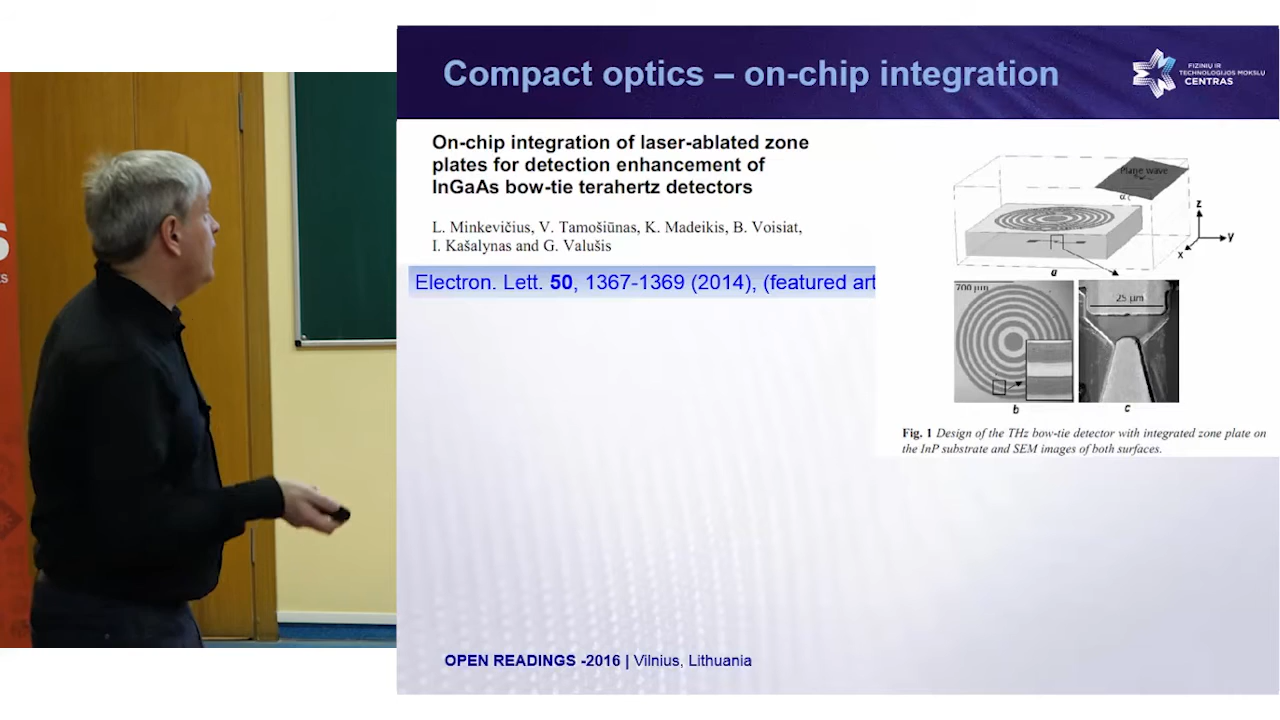 Compact optics – on-chip integration
FIZINIŲ IR
TECHNOLOGIJOS MOKSLŲ
CENTRAS
On-chip integration of laser-ablated zone
plates for detection enhancement of
InGaAs bow-tie terahertz detectors
L. Minkevičius, V. Tamošiūnas, K. Madeikis, B. Voisiat,
I. Kašalynas and G. Valušis
Electron. Lett. 50, 1367-1369 (2014), (featured art
Plane wave
α
z
y
x
a
700 µm
25 µm
b
c
Fig. 1 Design of the THz bow-tie detector with integrated zone plate on
the InP substrate and SEM images of both surfaces.
OPEN READINGS -2016 | Vilnius, Lithuania